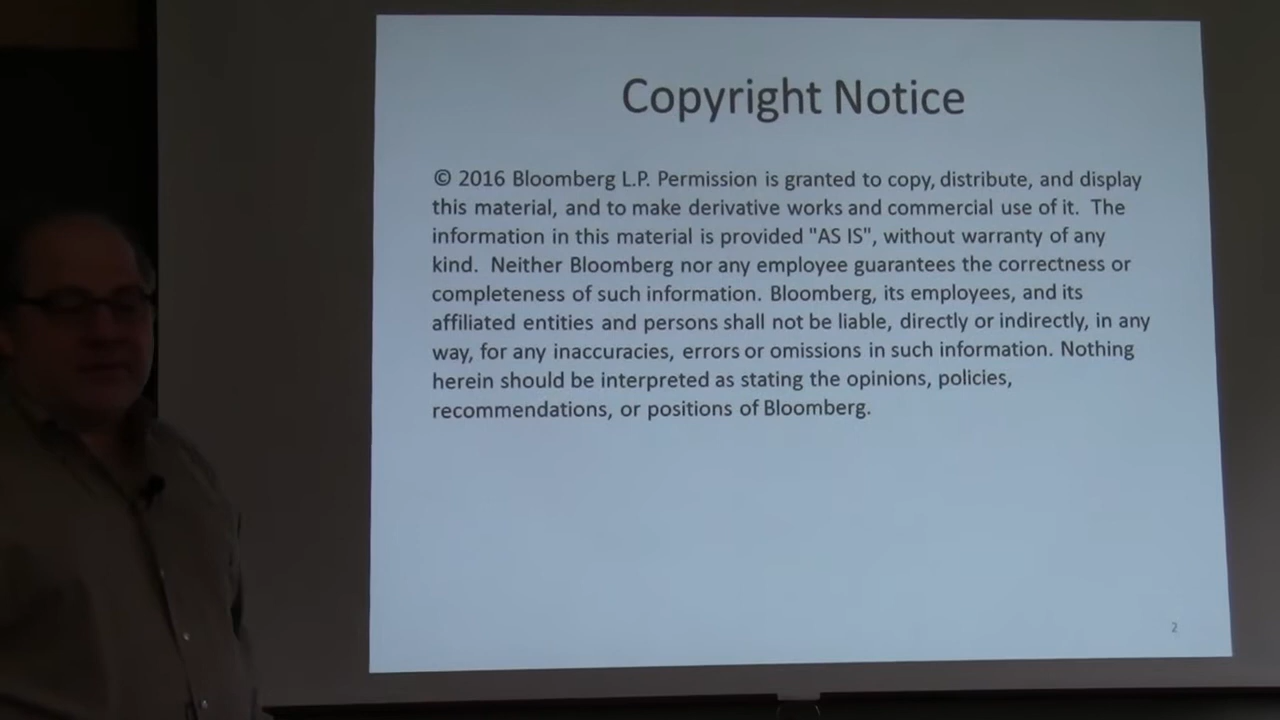 Copyright Notice
© 2016 Bloomberg L.P. Permission is granted to copy, distribute, and display
this material, and to make derivative works and commercial use of it. The
information in this material is provided "AS IS", without warranty of any
kind. Neither Bloomberg nor any employee guarantees the correctness or
completeness of such information. Bloomberg, its employees, and its
affiliated entities and persons shall not be liable, directly or indirectly, in any
way, for any inaccuracies, errors or omissions in such information. Nothing
herein should be interpreted as stating the opinions, policies,
recommendations, or positions of Bloomberg.
2